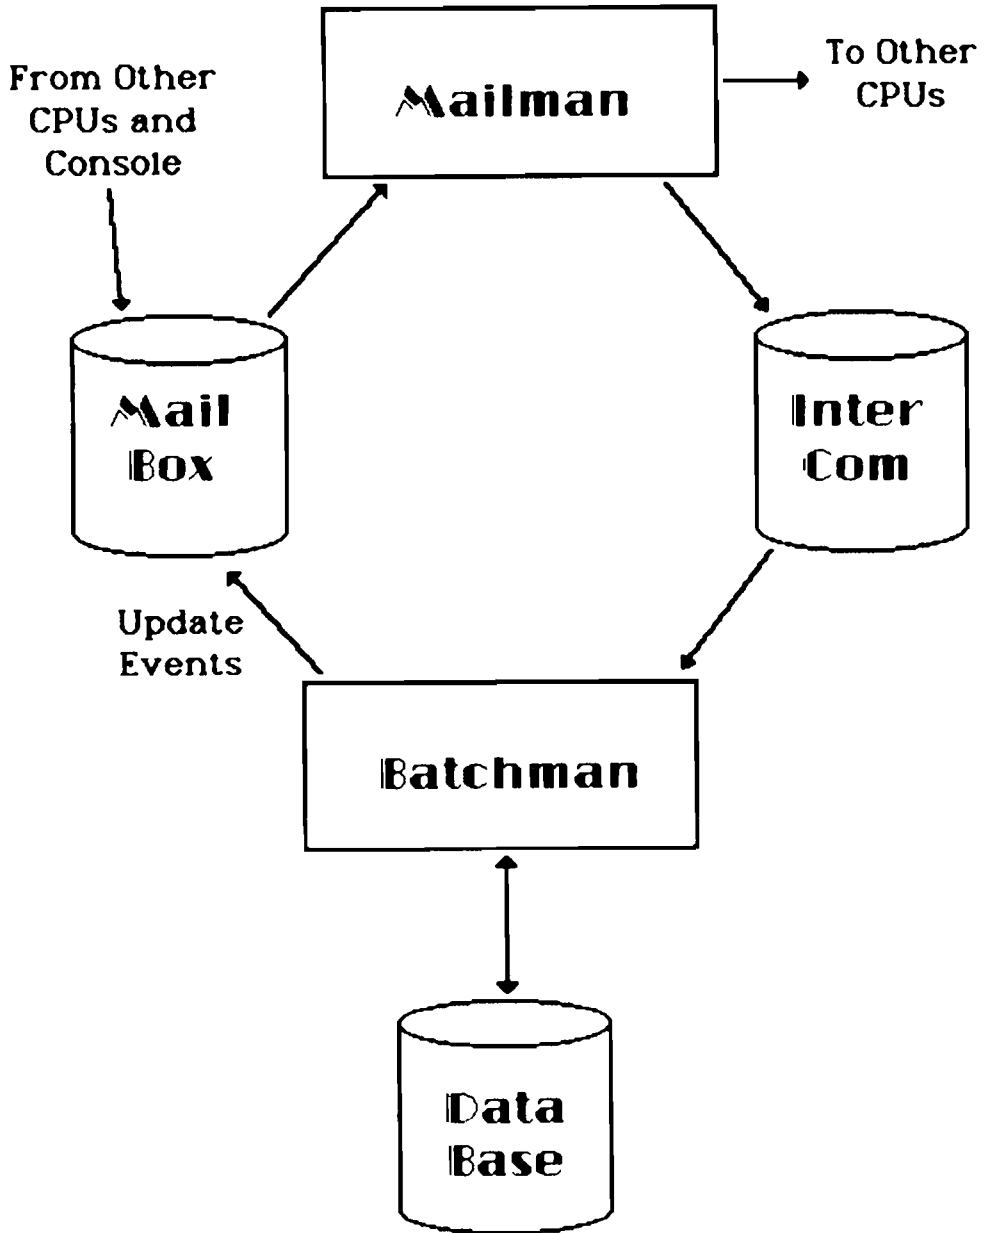 From Other
CPUs and
Console
Mailman
To Other
CPUs
Mail
Box
Inter
Com
Update
Events
Batchman
Data
Base